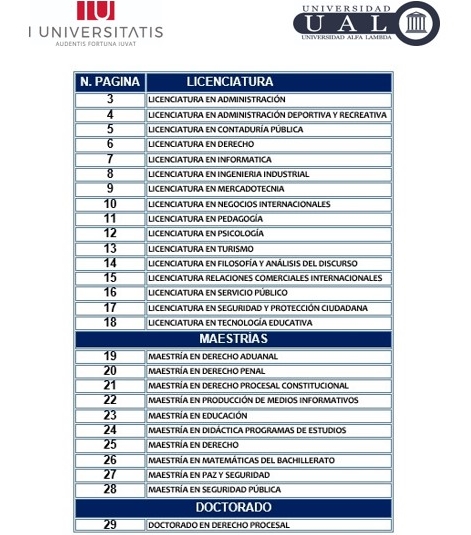 IU
I UNIVERSITATIS
AUDENTIS FORTUNA IUVAT
UNIVERSIDAD
UAL
UNIVERSIDAD ALFA LAMBDA
N. PAGINA LICENCIATURA
3 LICENCIATURA EN ADMINISTRACIÓN
4 LICENCIATURA EN ADMINISTRACIÓN DEPORTIVA Y RECREATIVA
5 LICENCIATURA EN CONTADURÍA PÚBLICA
6 LICENCIATURA EN DERECHO
7 LICENCIATURA EN INFORMATICA
8 LICENCIATURA EN INGENIERIA INDUSTRIAL
9 LICENCIATURA EN MERCADOTECNIA
10 LICENCIATURA EN NEGOCIOS INTERNACIONALES
11 LICENCIATURA EN PEDAGOGÍA
12 LICENCIATURA EN PSICOLOGÍA
13 LICENCIATURA EN TURISMO
14 LICENCIATURA EN FILOSOFÍA Y ANÁLISIS DEL DISCURSO
15 LICENCIATURA RELACIONES COMERCIALES INTERNACIONALES
16 LICENCIATURA EN SERVICIO PÚBLICO
17 LICENCIATURA EN SEGURIDAD Y PROTECCIÓN CIUDADANA
18 LICENCIATURA EN TECNOLOGÍA EDUCATIVA
MAESTRÍAS
19 MAESTRÍA EN DERECHO ADUANAL
20 MAESTRÍA EN DERECHO PENAL
21 MAESTRÍA EN DERECHO PROCESAL CONSTITUCIONAL
22 MAESTRÍA EN PRODUCCIÓN DE MEDIOS INFORMATIVOS
23 MAESTRÍA EN EDUCACIÓN
24 MAESTRÍA EN DIDÁCTICA PROGRAMAS DE ESTUDIOS
25 MAESTRÍA EN DERECHO
26 MAESTRÍA EN MATEMÁTICAS DEL BACHILLERATO
27 MAESTRÍA EN PAZ Y SEGURIDAD
28 MAESTRÍA EN SEGURIDAD PÚBLICA
DOCTORADO
29 DOCTORADO EN DERECHO PROCESAL